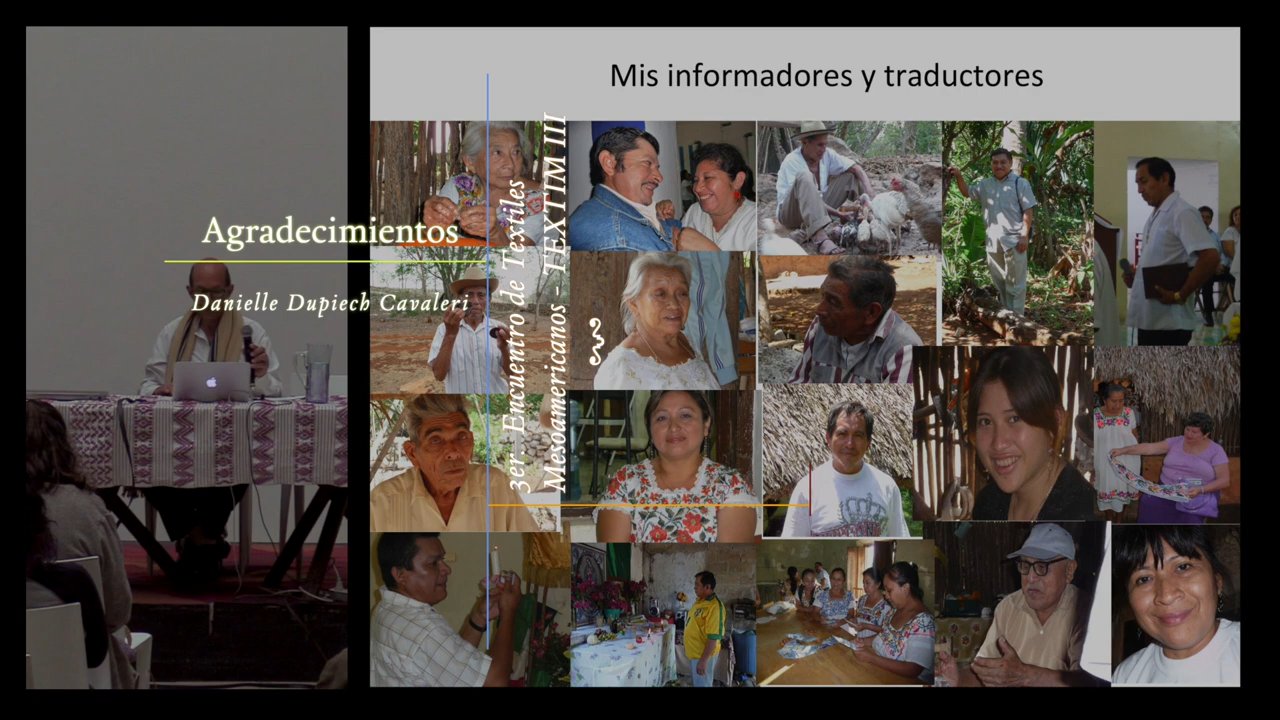 Mis informadores y traductores
Agradecimientos
Danielle Dupiech Cavaleri
3er. Encuentro de Textiles
Mesoamericanos - TEXTIM III